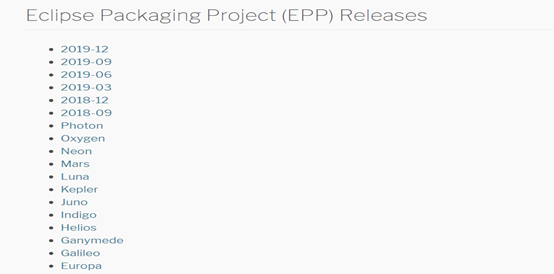 Eclipse Packaging Project (EPP) Releases
2019-12
2019-09
2019-06
2019-03
2018-12
2018-09
Photon
Oxygen
Neon
Mars
Luna
Kepler
Juno
Indigo
Helios
Ganymede
Galileo
Europa